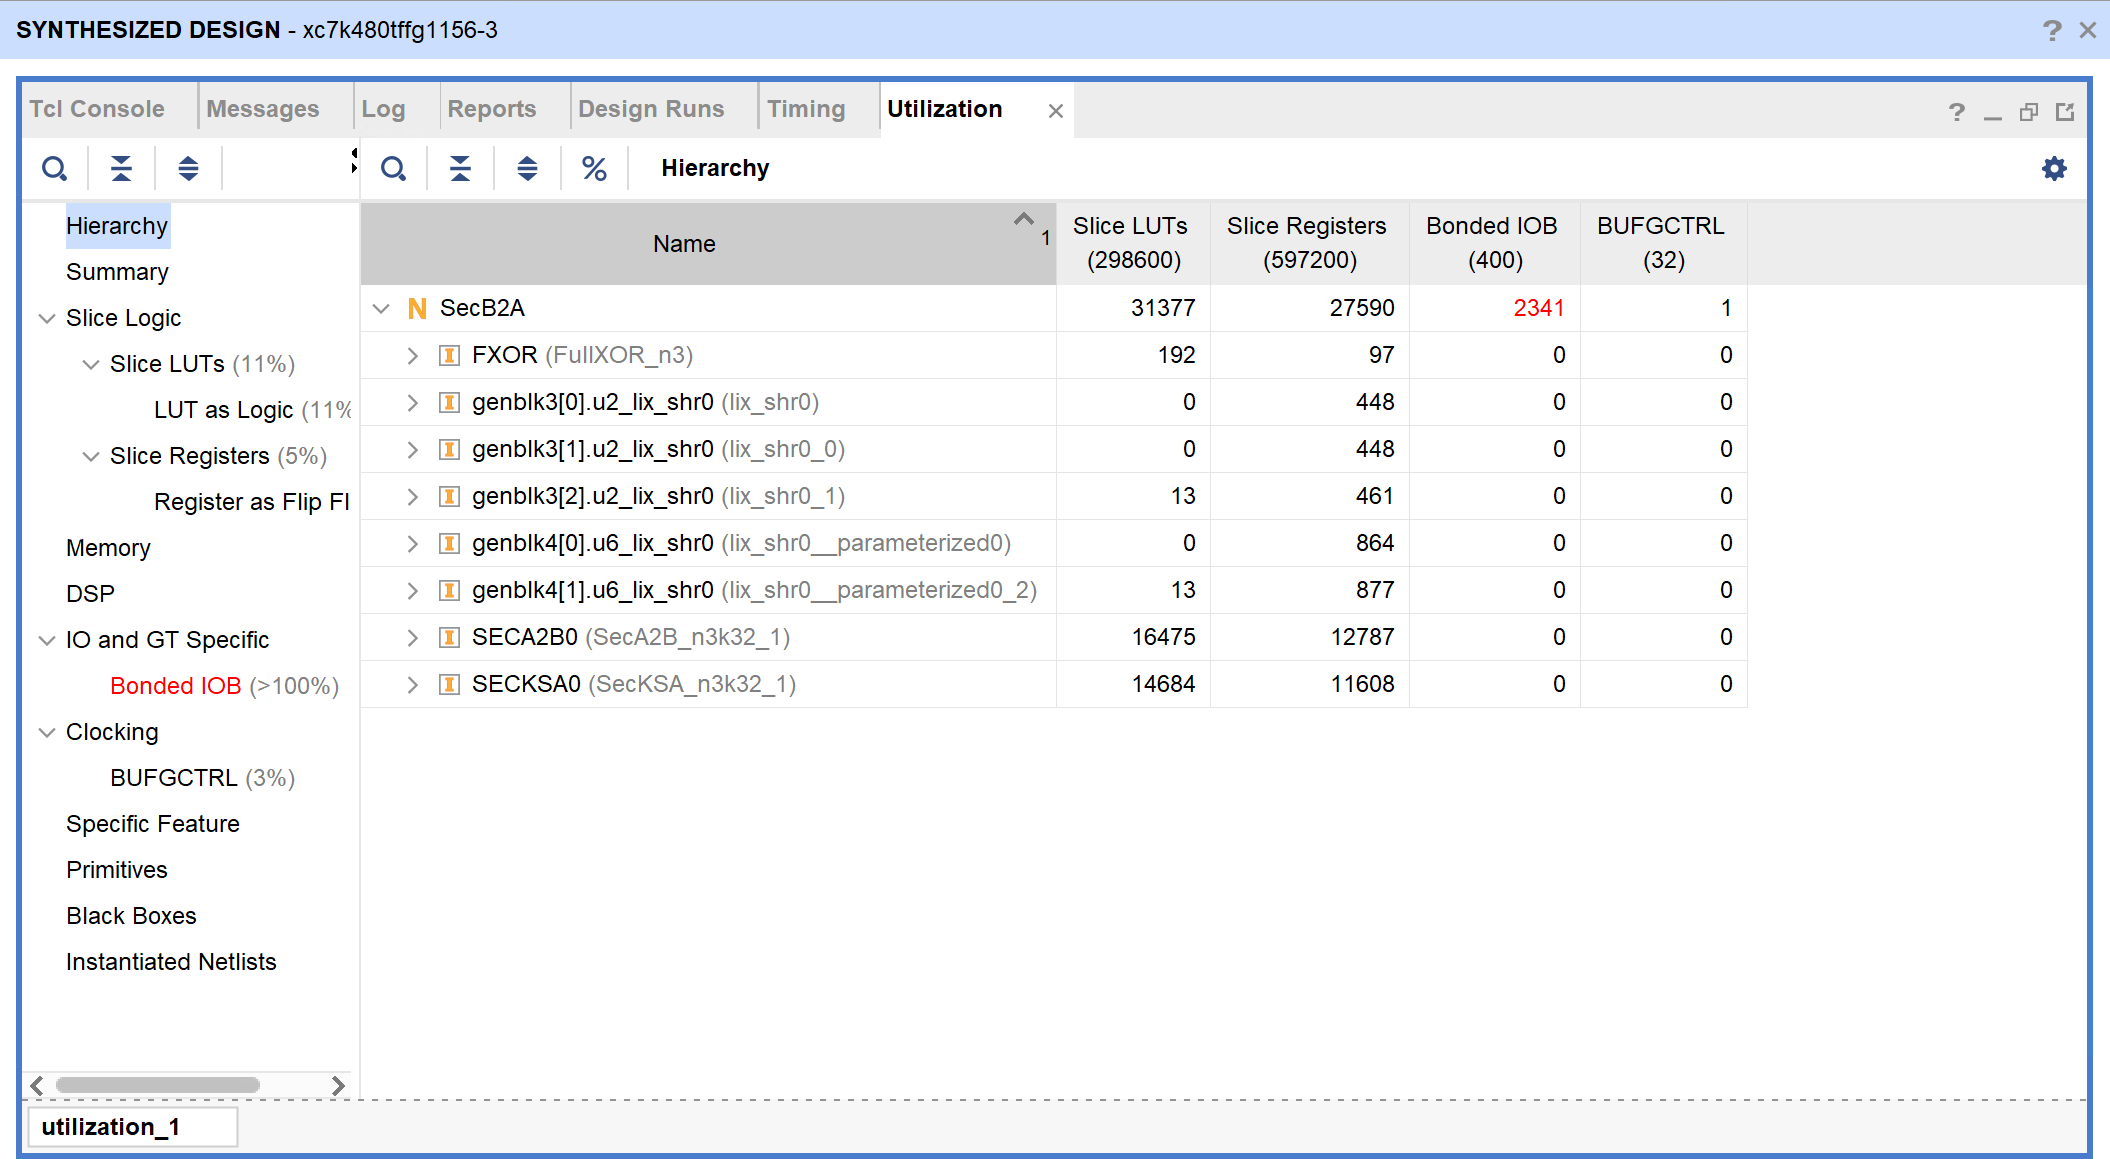 SYNTHESIZED DESIGN - xc7k480tffg1156-3
Tcl Console Messages Log Reports Design Runs Timing Utilization
Hierarchy
Hierarchy
Summary
Slice Logic
Slice LUTs (11%)
LUT as Logic (11%
Slice Registers (5%)
Register as Flip Fl
Memory
DSP
IO and GT Specific
Bonded IOB (>100%)
Clocking
BUFGCTRL (3%)
Specific Feature
Primitives
Black Boxes
Instantiated Netlists
Name 1 Slice LUTs (298600) Slice Registers (597200) Bonded IOB (400) BUFGCTRL (32)
N SecB2A 31377 27590 2341 1
I FXOR (FullXOR_n3) 192 97 0 0
I genblk3[0].u2_lix_shr0 (lix_shr0) 0 448 0 0
I genblk3[1].u2_lix_shr0 (lix_shr0_0) 0 448 0 0
I genblk3[2].u2_lix_shr0 (lix_shr0_1) 13 461 0 0
I genblk4[0].u6_lix_shr0 (lix_shr0__parameterized0) 0 864 0 0
I genblk4[1].u6_lix_shr0 (lix_shr0__parameterized0_2) 13 877 0 0
I SECA2B0 (SecA2B_n3k32_1) 16475 12787 0 0
I SECKSA0 (SecKSA_n3k32_1) 14684 11608 0 0
utilization_1